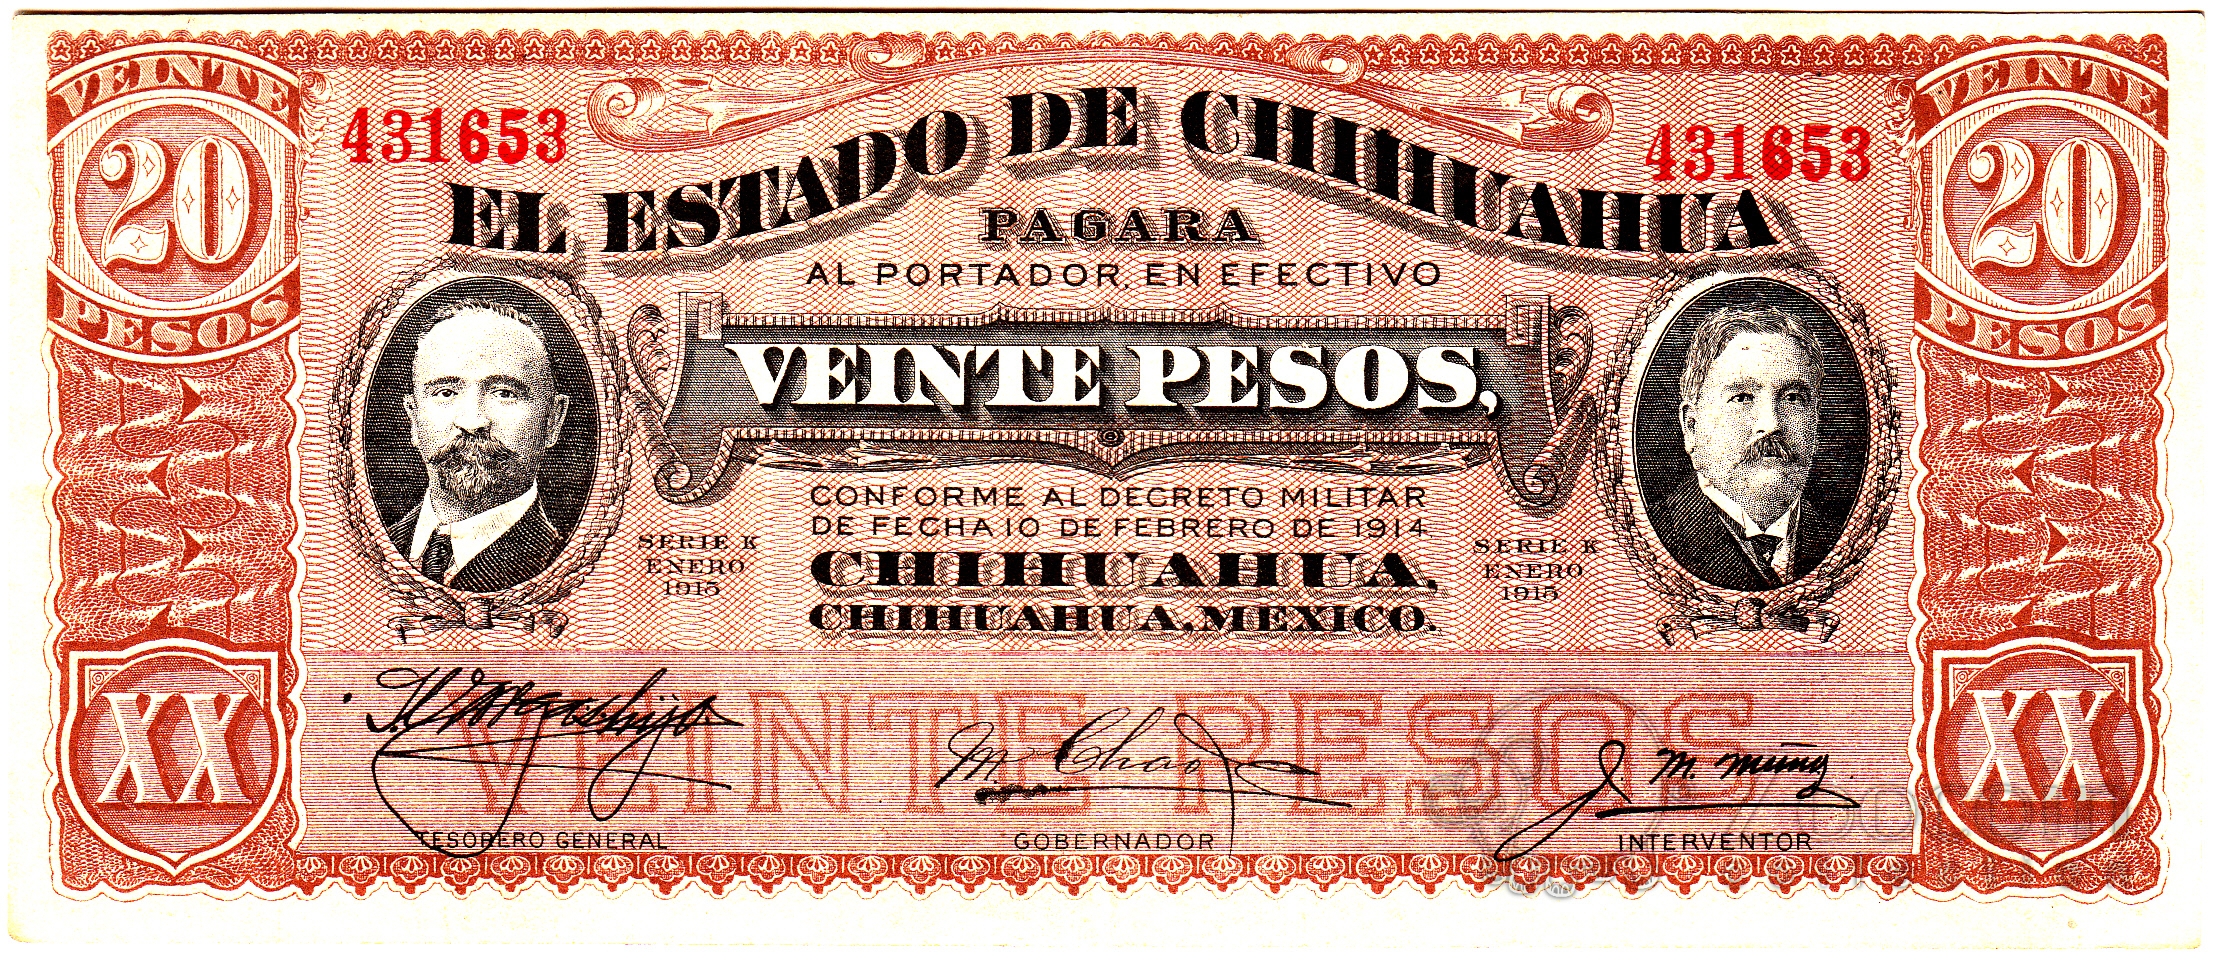 VEINTE
20
PESOS
431653
EL ESTADO DE CHIHUAHUA
431653
VEINTE
20
PESOS
PAGARA
AL PORTADOR, EN EFECTIVO
VEINTE PESOS,
CONFORME AL DECRETO MILITAR
DE FECHA 10 DE FEBRERO DE 1914
CHIHUAHUA,
CHIHUAHUA, MEXICO.
SERIE K
ENERO
1915
SERIE K
ENERO
1915
XX
VEINTE PESOS
XX
M. Chao
J. M. Muñoz
TESORERO GENERAL
GOBERNADOR
INTERVENTOR